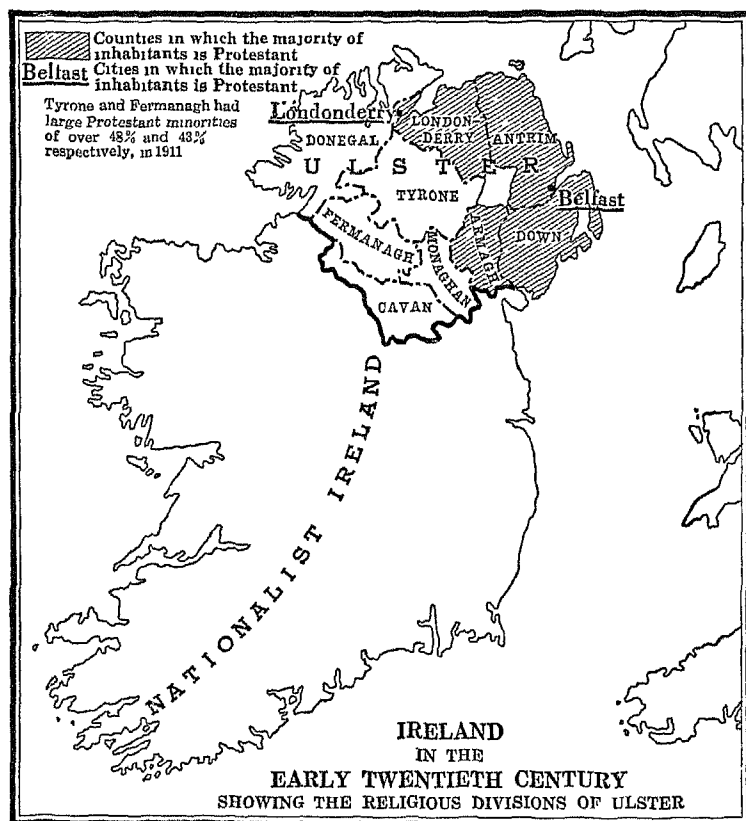 Counties in which the majority of
inhabitants is Protestant
Belfast Cities in which the majority of
inhabitants is Protestant
Tyrone and Fermanagh had
large Protestant minorities
of over 48% and 43%
respectively, in 1911
Londonderry
LONDON-
DERRY
ANTRIM
DONEGAL
ULSTER
TYRONE
Belfast
FERMANAGH
MONAGHAN
ARMAGH
DOWN
CAVAN
NATIONALIST IRELAND
IRELAND
IN THE
EARLY TWENTIETH CENTURY
SHOWING THE RELIGIOUS DIVISIONS OF ULSTER